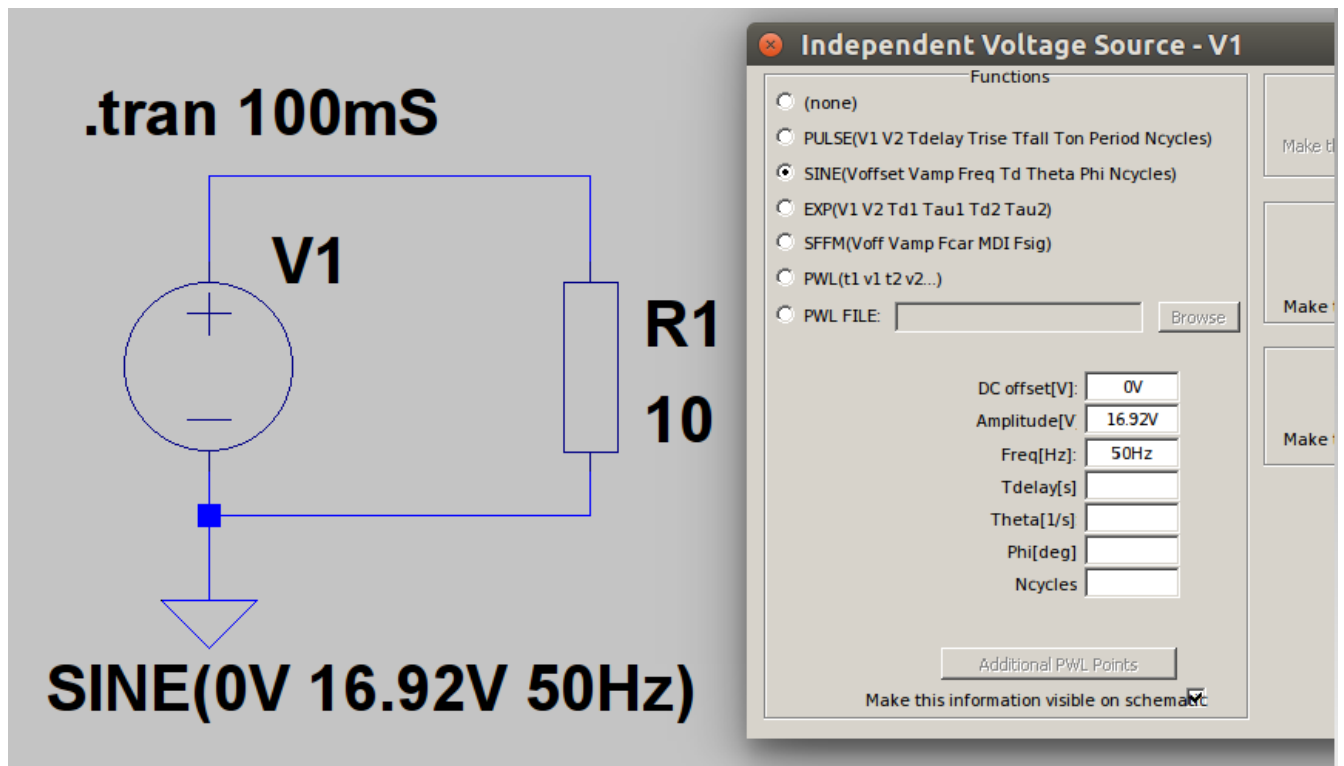 .tran 100mS
V1
R1
10
SINE(0V 16.92V 50Hz)
Independent Voltage Source - V1
Functions
(none)
PULSE(V1 V2 Tdelay Trise Tfall Ton Period Ncycles)
SINE(Voffset Vamp Freq Td Theta Phi Ncycles)
EXP(V1 V2 Td1 Tau1 Td2 Tau2)
SFFM(Voff Vamp Fcar MDI Fsig)
PWL(t1 v1 t2 v2...)
PWL FILE: Browse
DC offset[V]: 0V
Amplitude[V 16.92V
Freq[Hz]: 50Hz
Tdelay[s]
Theta[1/s]
Phi[deg]
Ncycles
Additional PWL Points
Make this information visible on schematic
Make
Make
Make